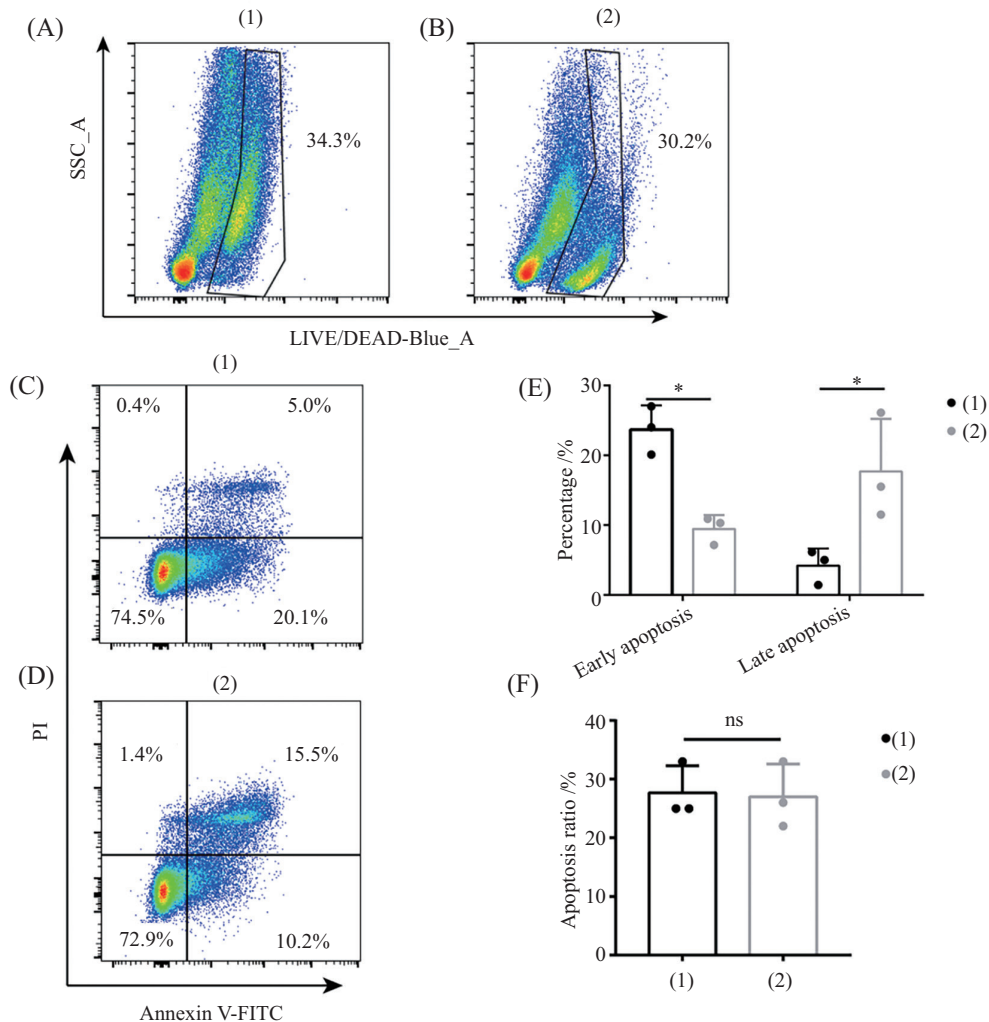 (A)
(1)
(B)
(2)
SSC_A
34.3%
30.2%
LIVE/DEAD-Blue_A
(C)
(1)
0.4%
5.0%
74.5%
20.1%
(D)
(2)
PI
1.4%
15.5%
72.9%
10.2%
Annexin V-FITC
(E)
Percentage /%
30
20
10
0
*
*
(1)
(2)
Early apoptosis
Late apoptosis
(F)
Apoptosis ratio /%
40
30
20
10
0
ns
(1)
(2)
(1)
(2)